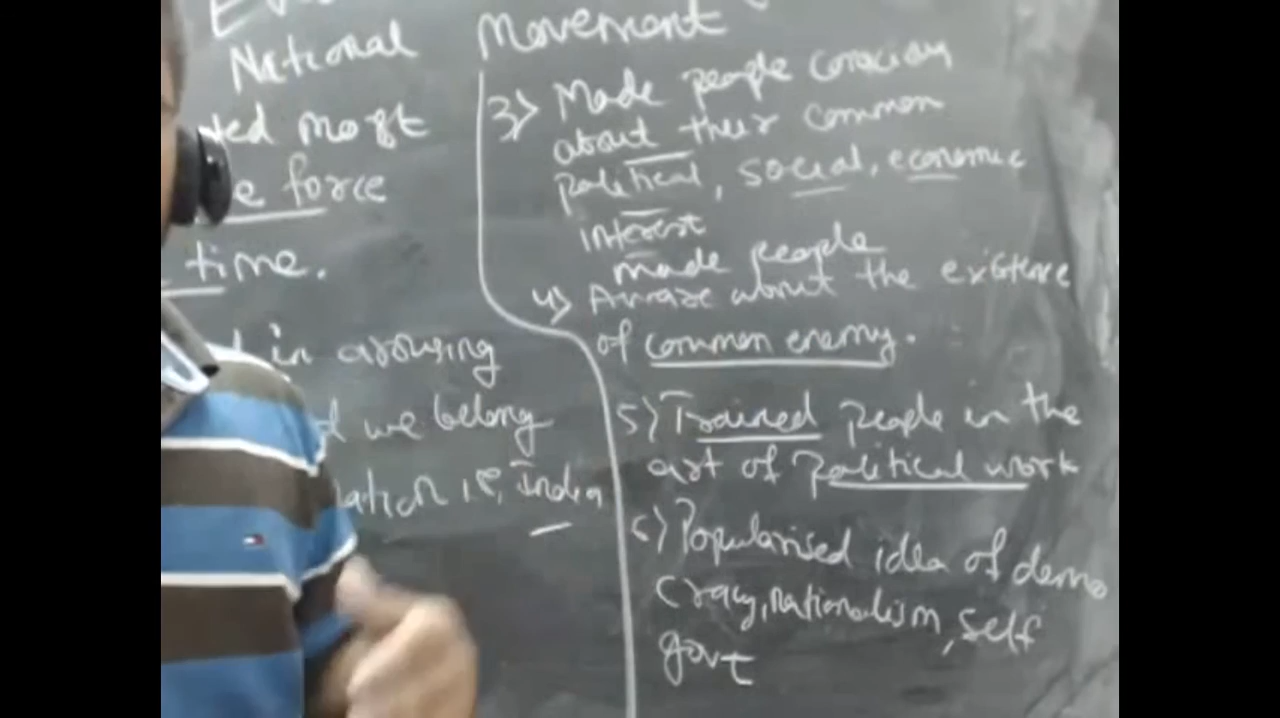 National Movement
ted most
e force
time.
in arousing
we belong
ation i.e, India
3) Made people conscious
about their common
political, social, economic
interest
made people
4) Aware about the existence
of common enemy.
5) Trained people in the
art of political work
6) Popularised idea of demo
cracy, nationalism, self
govt